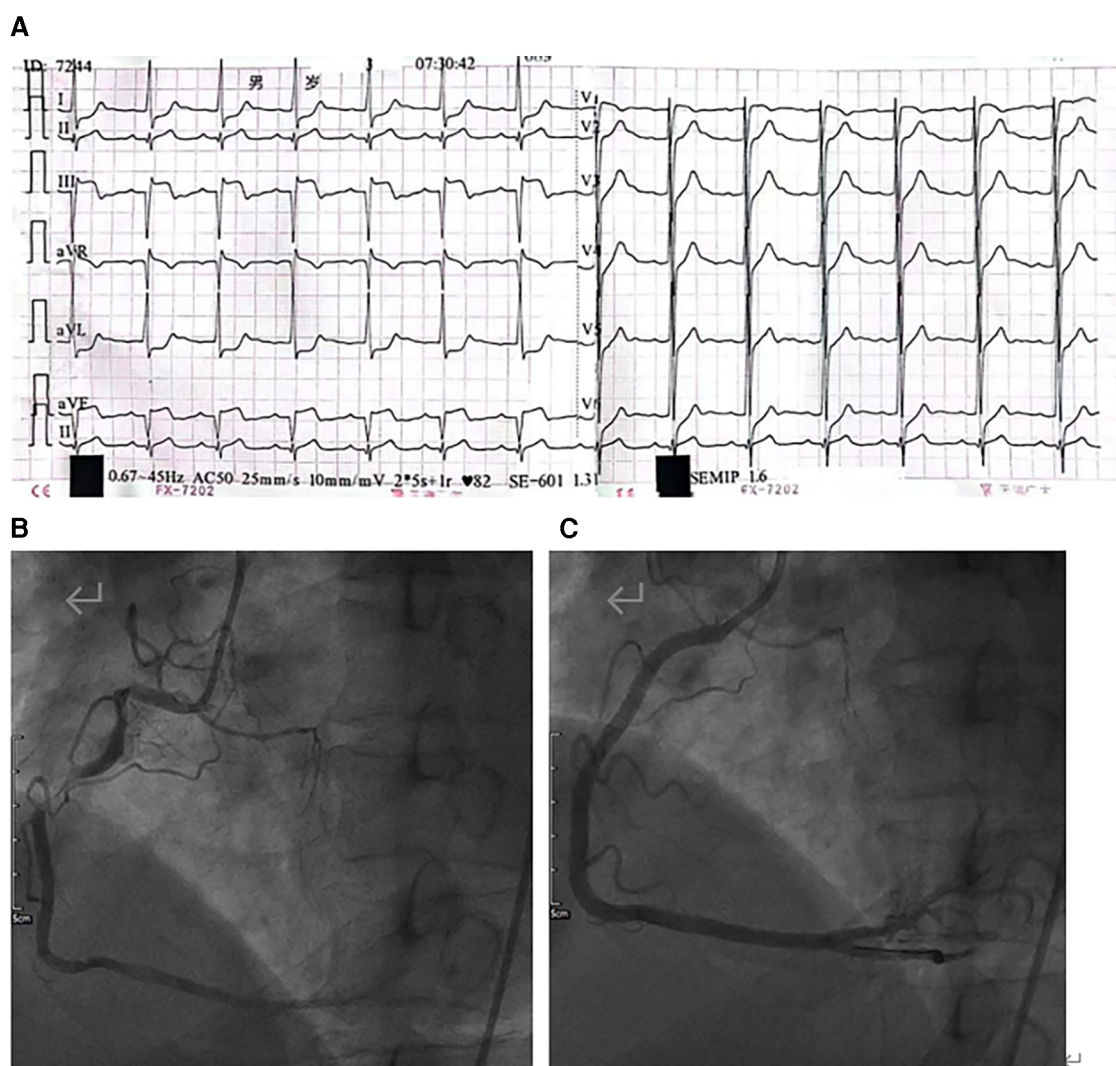 A
ID: 7244 3 07:30:42
男 岁
I
II
III
aVR
aVL
aVF
II
V1
V2
V3
V4
V5
V6
0.67~45Hz AC50 25mm/s 10mm/mV 2*5s+1r ♥82 SE-601 1.31
SEMIP 1.6
CE FX-7202
FX-7202
B
C
5cm
5cm